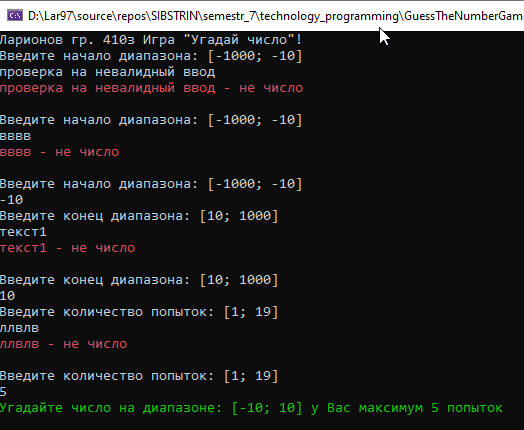 D:\Lar97\source\repos\SIBSTRIN\semestr_7\technology_programming\GuessTheNumberGam
Ларионов гр. 410з Игра "Угадай число"!
Введите начало диапазона: [-1000; -10]
проверка на невалидный ввод
проверка на невалидный ввод - не число
Введите начало диапазона: [-1000; -10]
вввв
вввв - не число
Введите начало диапазона: [-1000; -10]
-10
Введите конец диапазона: [10; 1000]
текст1
текст1 - не число
Введите конец диапазона: [10; 1000]
10
Введите количество попыток: [1; 19]
ллвлв
ллвлв - не число
Введите количество попыток: [1; 19]
5
Угадайте число на диапазоне: [-10; 10] у Вас максимум 5 попыток